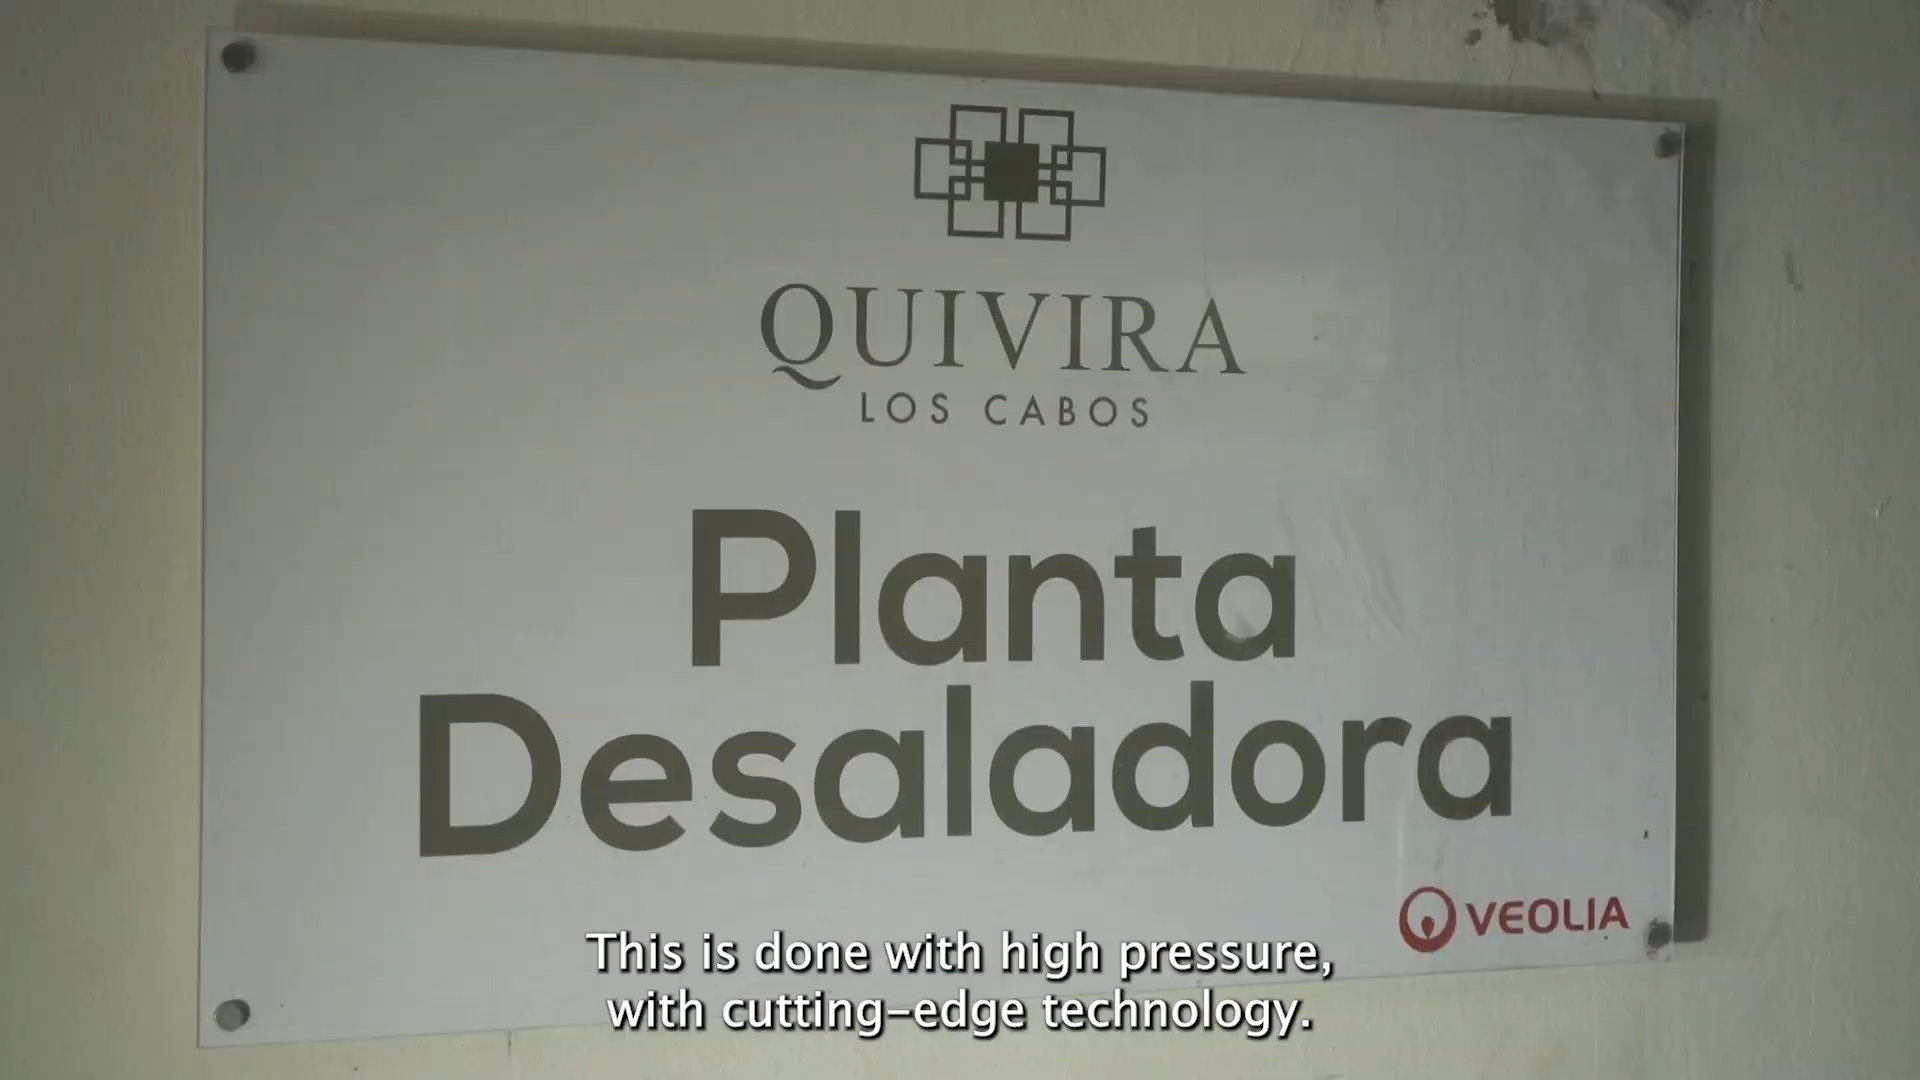 QUIVIRA
LOS CABOS
Planta
Desaladora
VEOLIA
This is done with high pressure,
with cutting-edge technology.